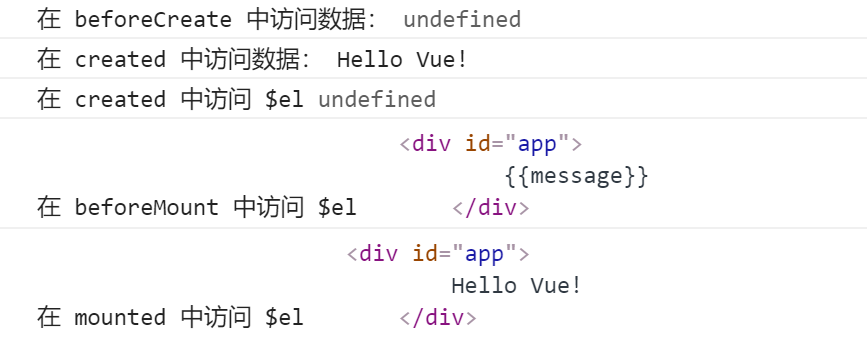 在 beforeCreate 中访问数据： undefined
在 created 中访问数据： Hello Vue!
在 created 中访问 $el undefined
<div id="app">
{{message}}
在 beforeMount 中访问 $el </div>
<div id="app">
Hello Vue!
在 mounted 中访问 $el </div>